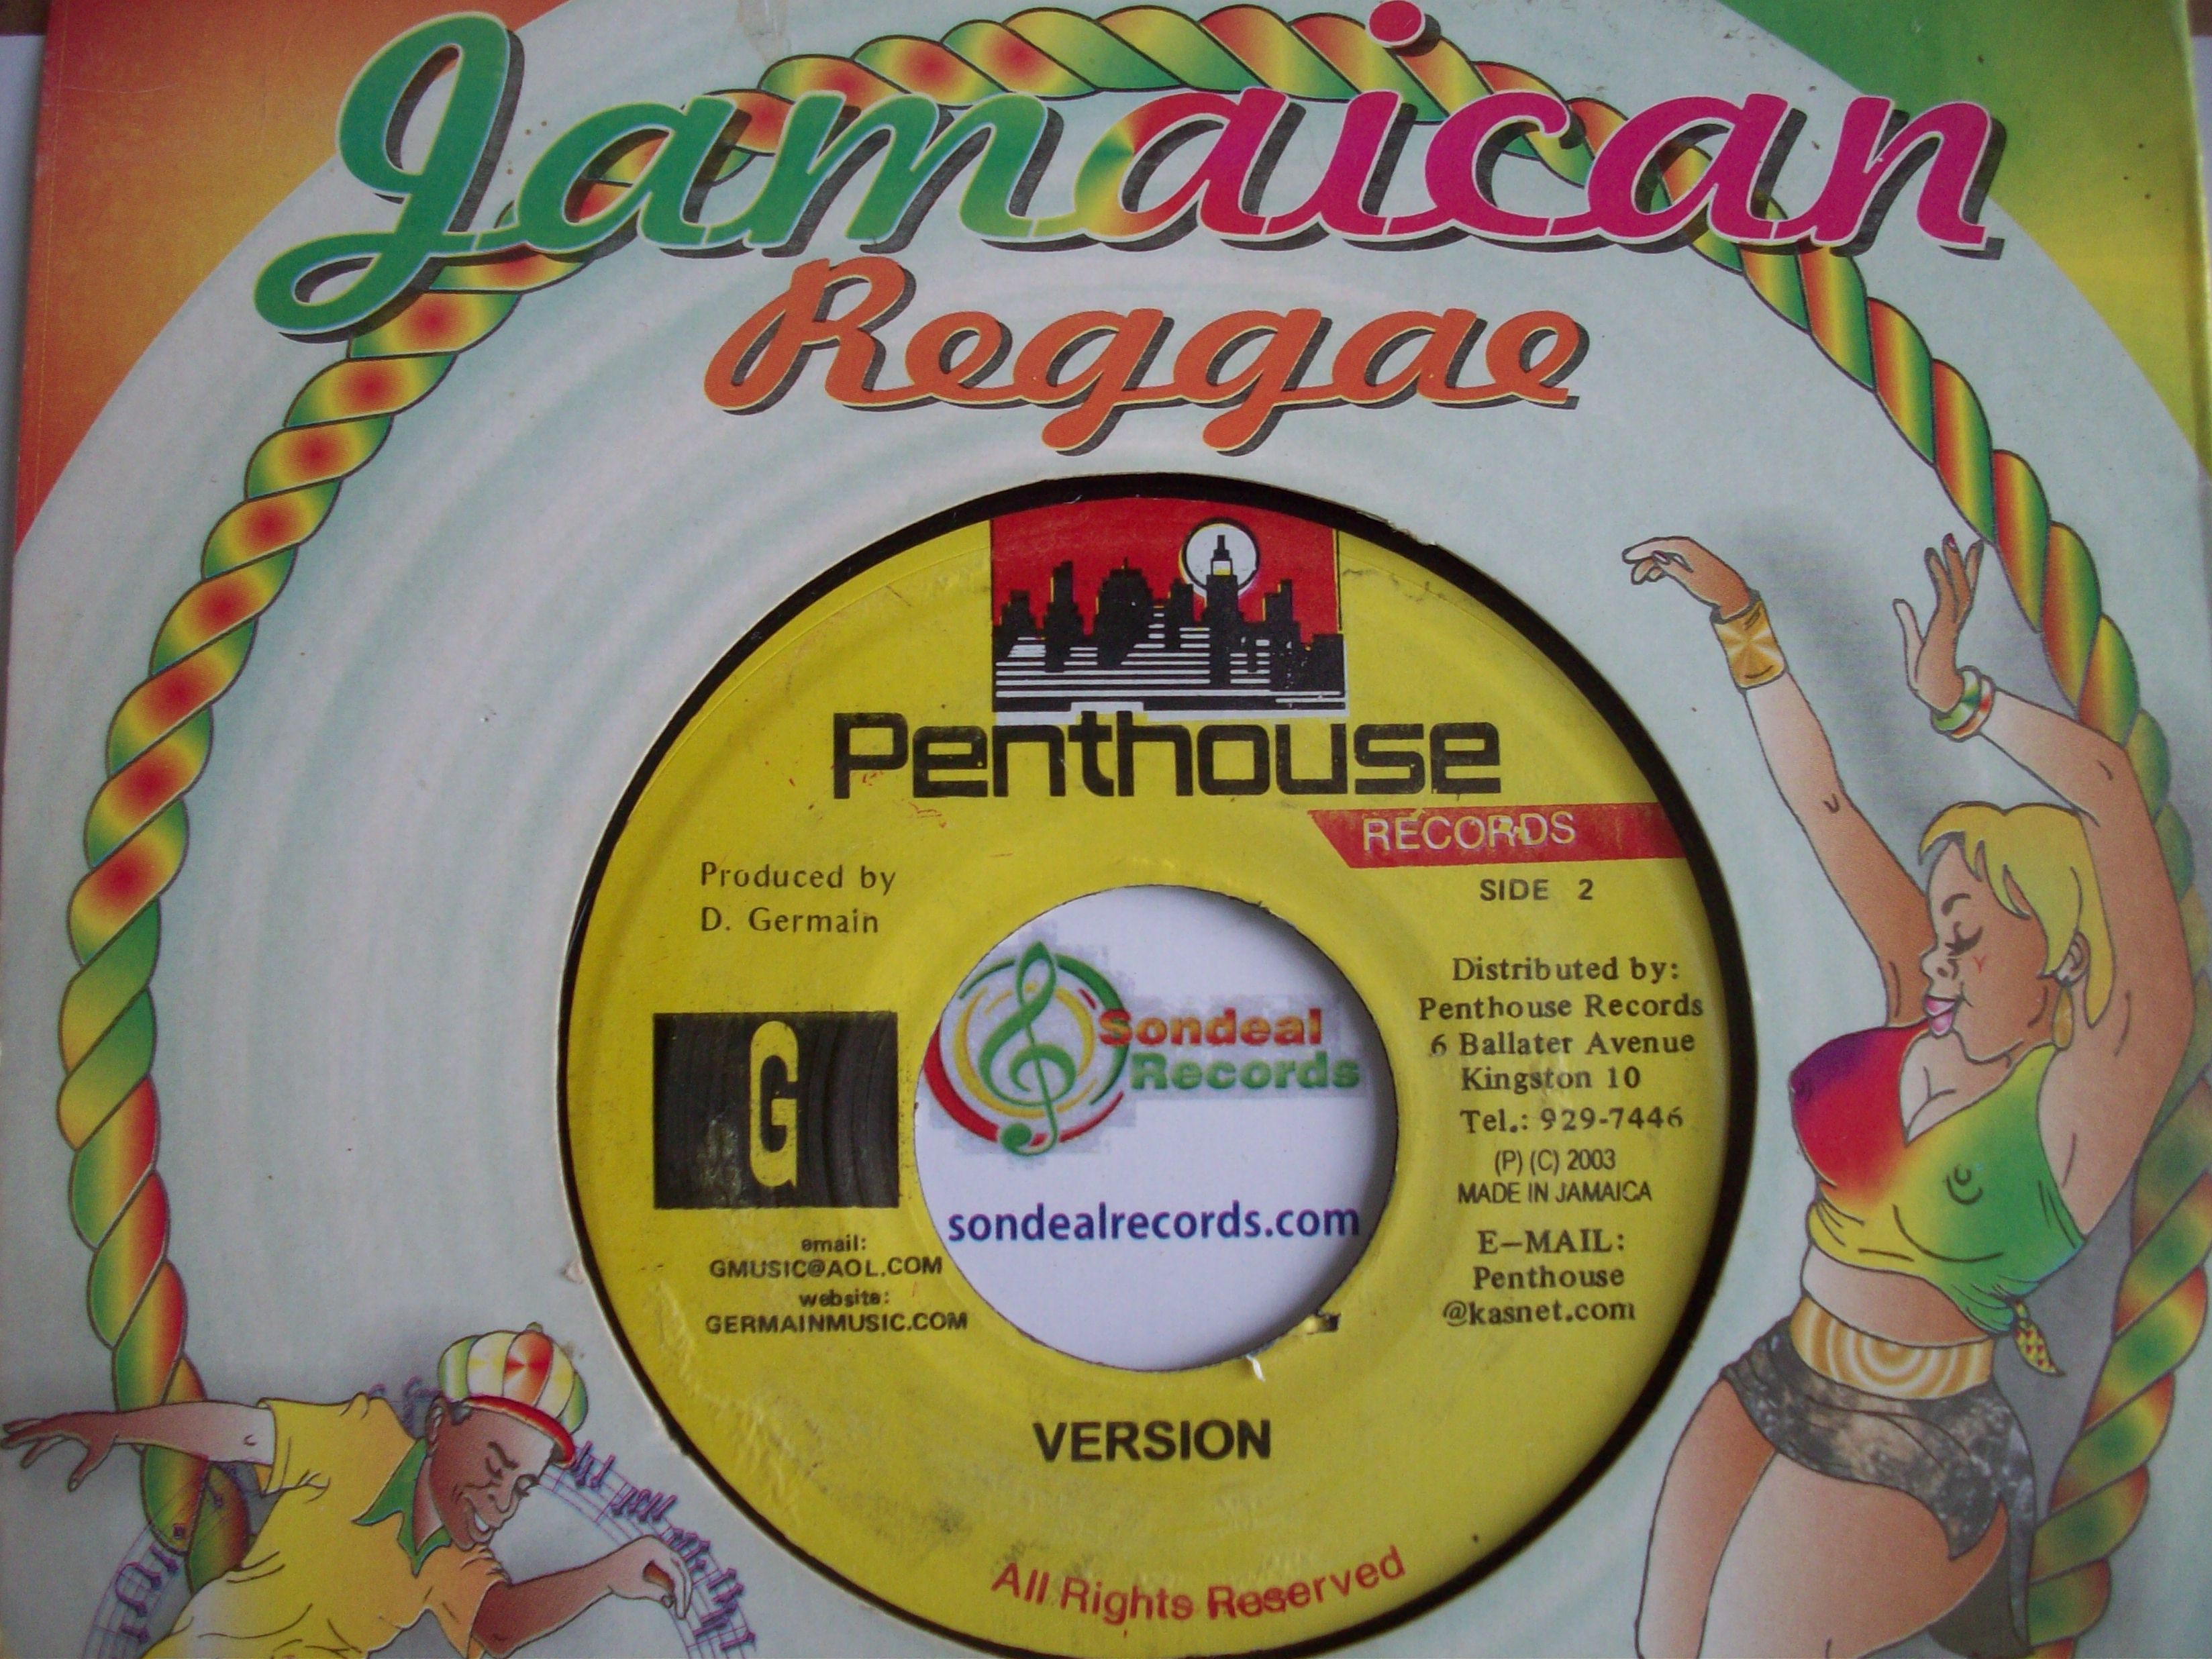 Jamaican
Reggae
Penthouse
RECORDS
SIDE 2
Produced by
D. Germain
G
email:
GMUSIC@AOL.COM
website:
GERMAINMUSIC.COM
Sondeal
Records
sondealrecords.com
Distributed by:
Penthouse Records
6 Ballater Avenue
Kingston 10
Tel.: 929-7446
(P) (C) 2003
MADE IN JAMAICA
E-MAIL:
Penthouse
@kasnet.com
VERSION
All Rights Reserved